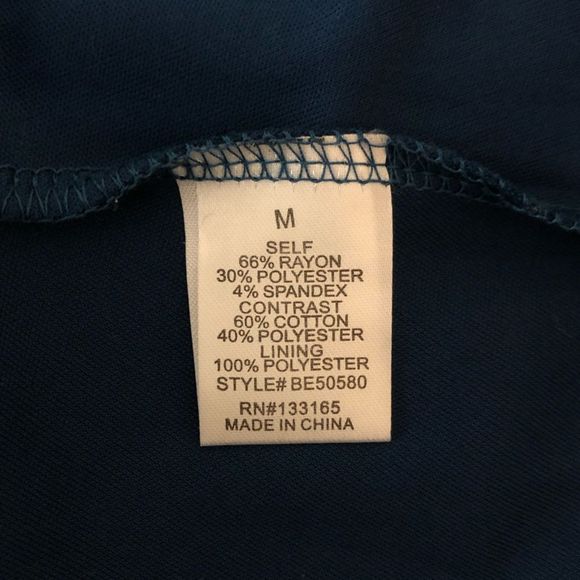 M
SELF
66% RAYON
30% POLYESTER
4% SPANDEX
CONTRAST
60% COTTON
40% POLYESTER
LINING
100% POLYESTER
STYLE# BE50580
RN#133165
MADE IN CHINA